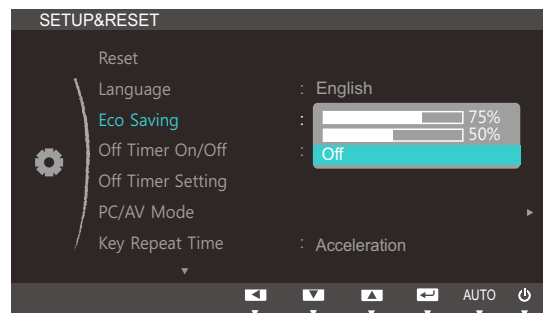 SETUP&RESET
Reset
Language : English
Eco Saving : 75%
50%
Off Timer On/Off : Off
Off Timer Setting
PC/AV Mode
Key Repeat Time : Acceleration
AUTO